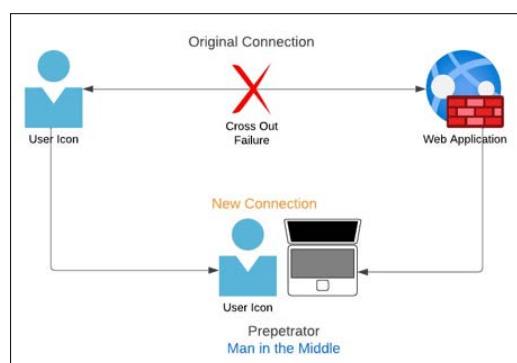 Original Connection
Cross Out
Failure
User Icon
Web Application
New Connection
User Icon
Prepetrator
Man in the Middle